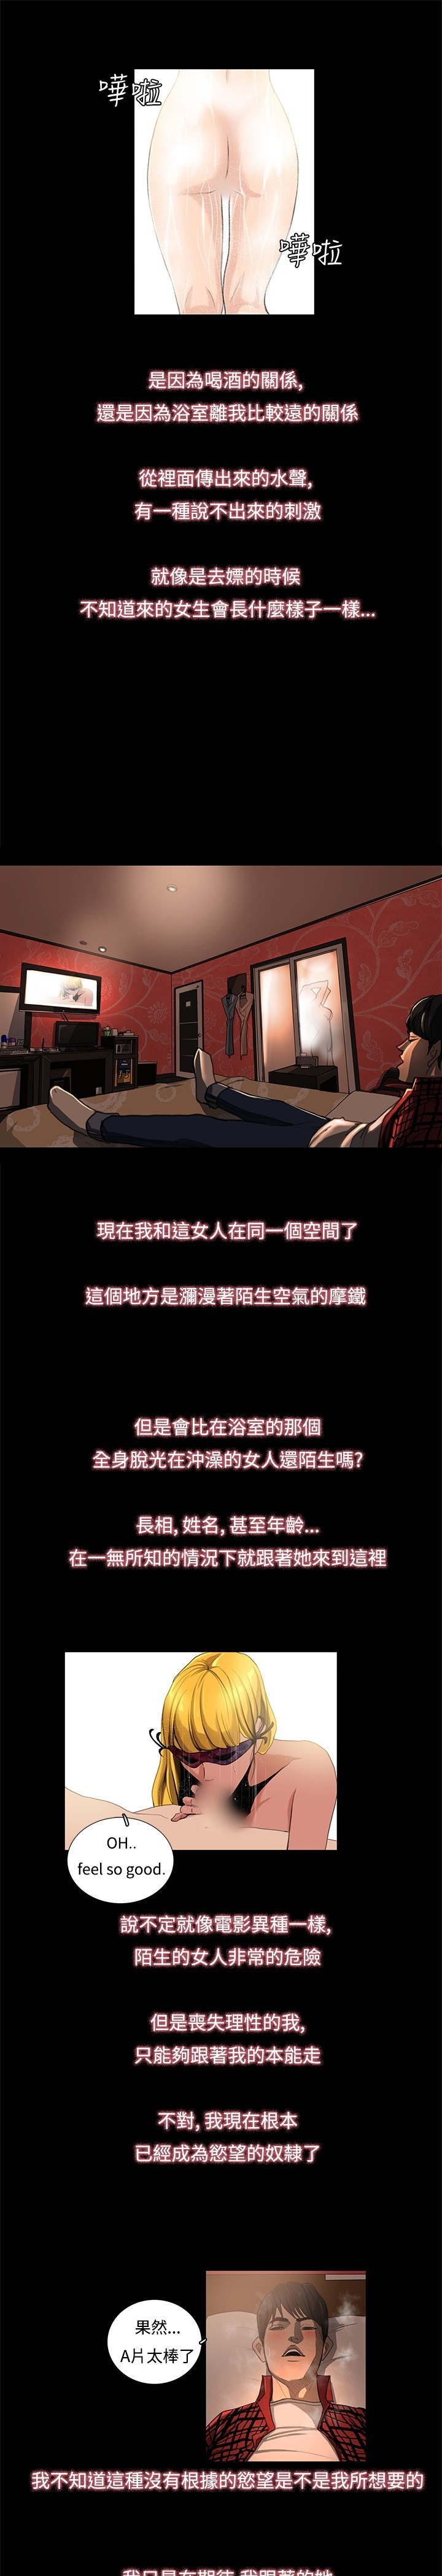 嘩啦
嘩啦
是因為喝酒的關係,
還是因為浴室離我比較遠的關係
從裡面傳出來的水聲,
有一種說不出來的刺激
就像是去嫖的時候
不知道來的女生會長什麼樣子一樣...
現在我和這女人在同一個空間了
這個地方是瀰漫著陌生空氣的摩鐵
但是會比在浴室的那個
全身脫光在沖澡的女人還陌生嗎?
長相, 姓名, 甚至年齡...
在一無所知的情況下就跟著她來到這裡
OH..
feel so good.
說不定就像電影異種一樣,
陌生的女人非常的危險
但是喪失理性的我,
只能夠跟著我的本能走
不對, 我現在根本
已經成為慾望的奴隸了
果然...
A片太棒了
我不知道這種沒有根據的慾望是不是我所想要的
我只是在期待 我跟著的她